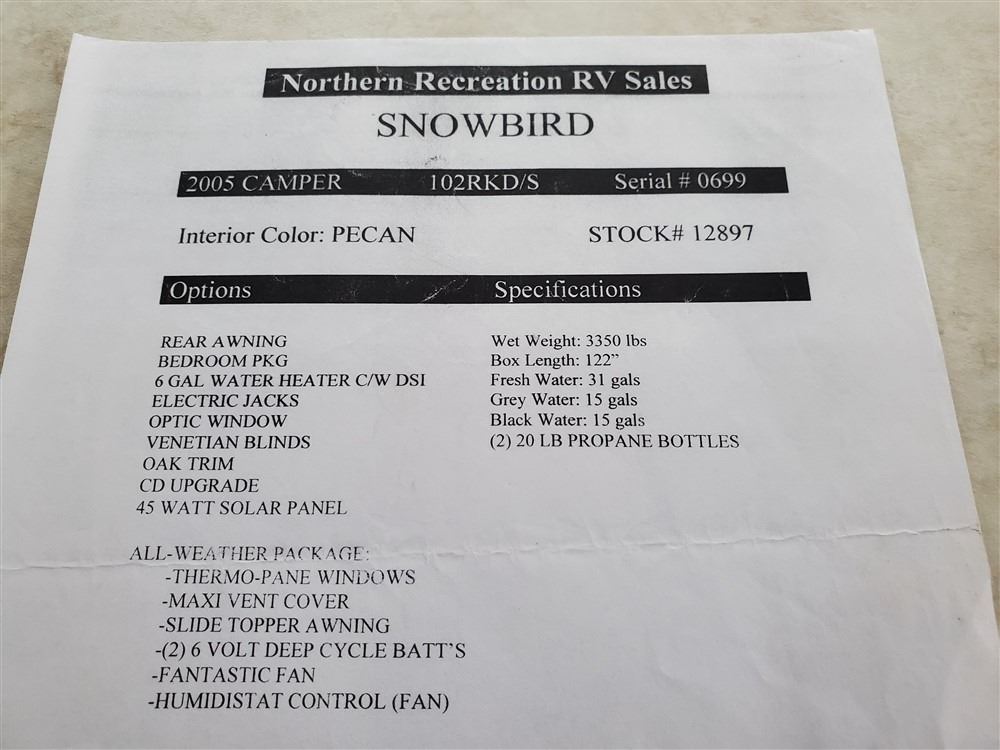 Northern Recreation RV Sales
SNOWBIRD
2005 CAMPER 102RKD/S Serial # 0699
Interior Color: PECAN STOCK# 12897
Options Specifications
REAR AWNING
BEDROOM PKG
6 GAL WATER HEATER C/W DSI
ELECTRIC JACKS
OPTIC WINDOW
VENETIAN BLINDS
OAK TRIM
CD UPGRADE
45 WATT SOLAR PANEL
ALL-WEATHER PACKAGE:
-THERMO-PANE WINDOWS
-MAXI VENT COVER
-SLIDE TOPPER AWNING
-(2) 6 VOLT DEEP CYCLE BATT'S
-FANTASTIC FAN
-HUMIDISTAT CONTROL (FAN)
Wet Weight: 3350 lbs
Box Length: 122”
Fresh Water: 31 gals
Grey Water: 15 gals
Black Water: 15 gals
(2) 20 LB PROPANE BOTTLES